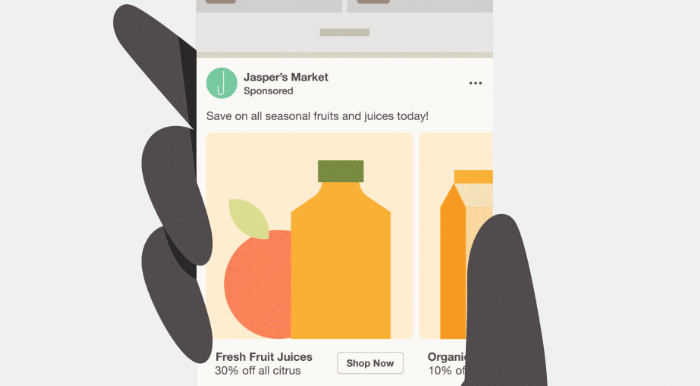 J
Jasper's Market
Sponsored
Save on all seasonal fruits and juices today!
Fresh Fruit Juices
30% off all citrus
Shop Now
10% of